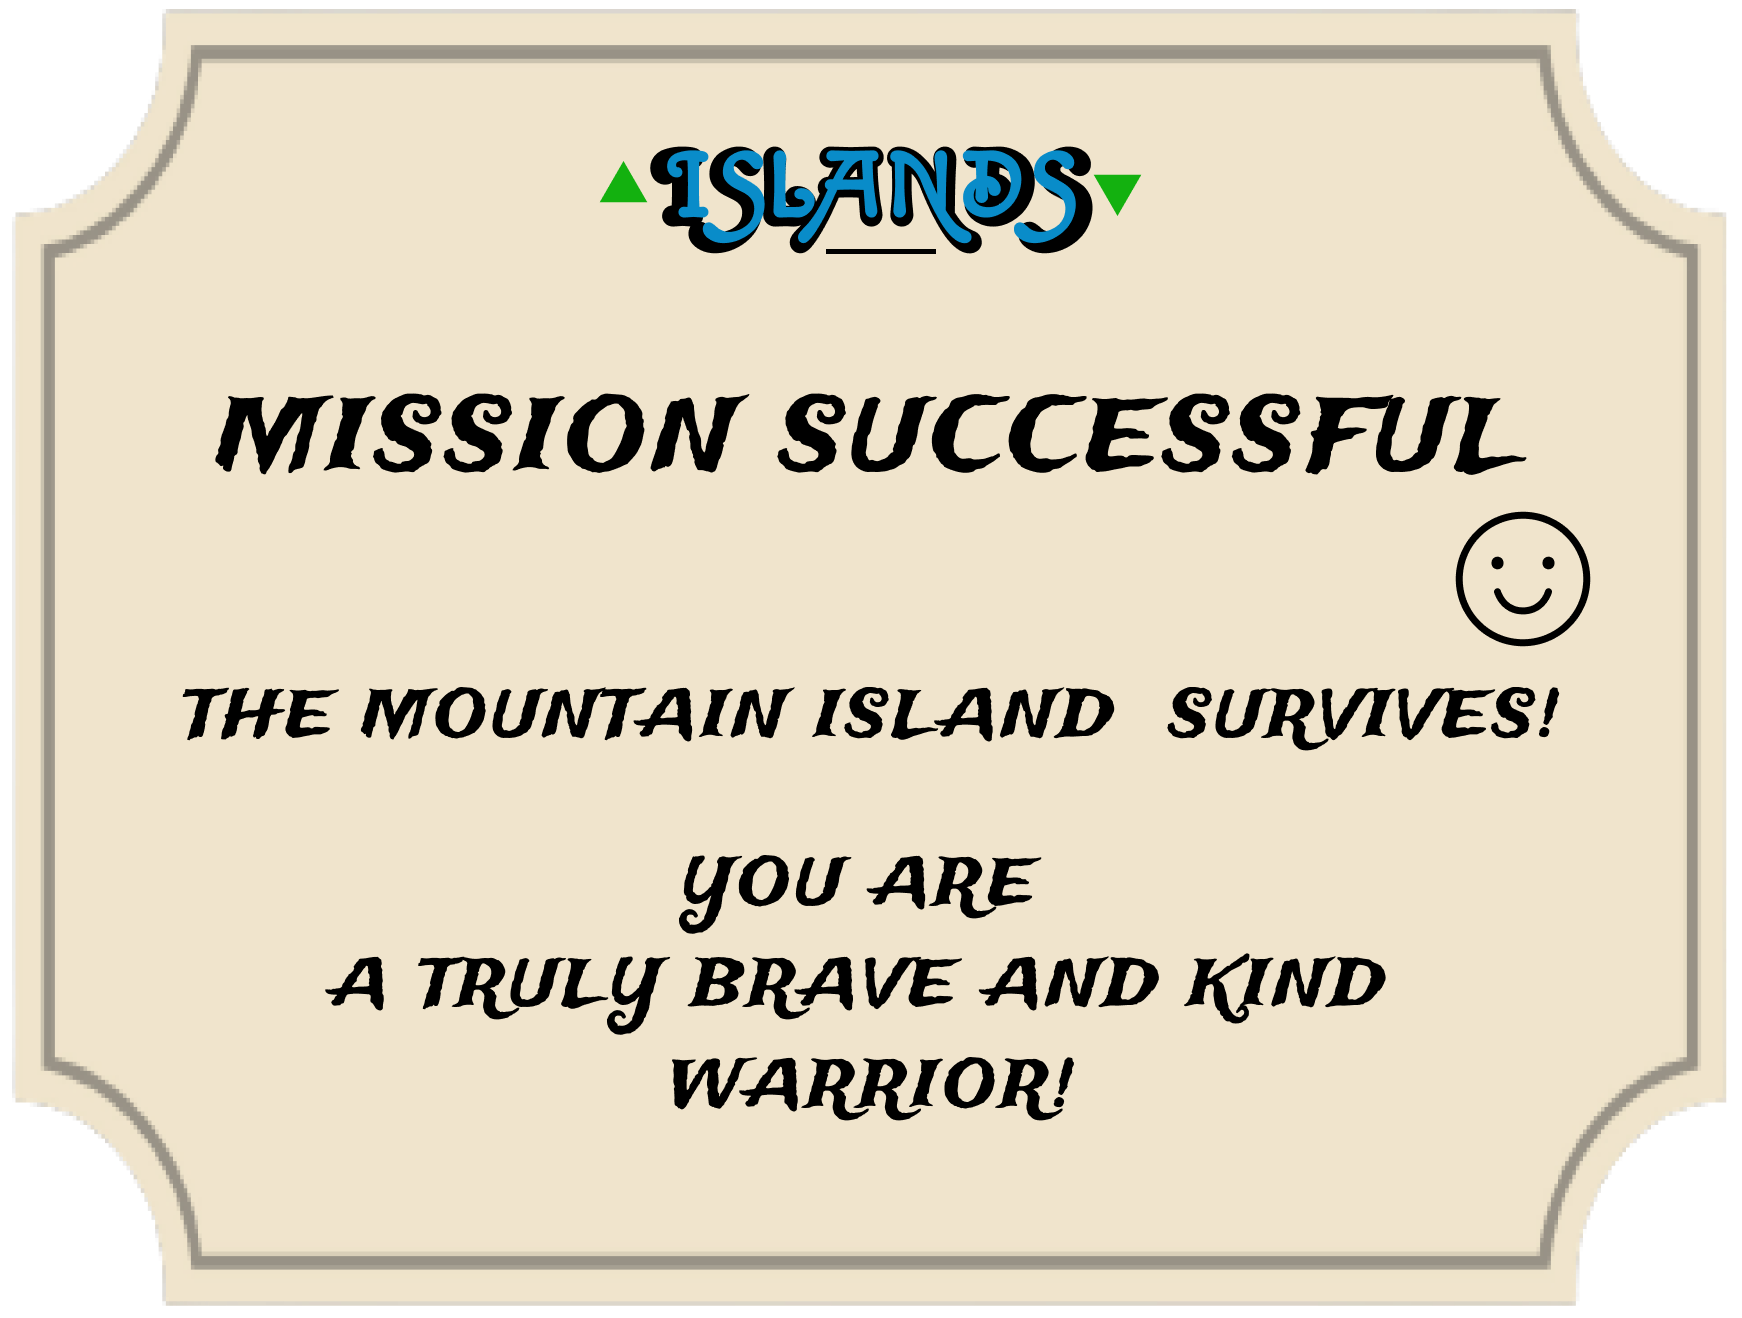 ISLANDS
MISSION SUCCESSFUL
THE MOUNTAIN ISLAND SURVIVES!
YOU ARE
A TRULY BRAVE AND KIND
WARRIOR!